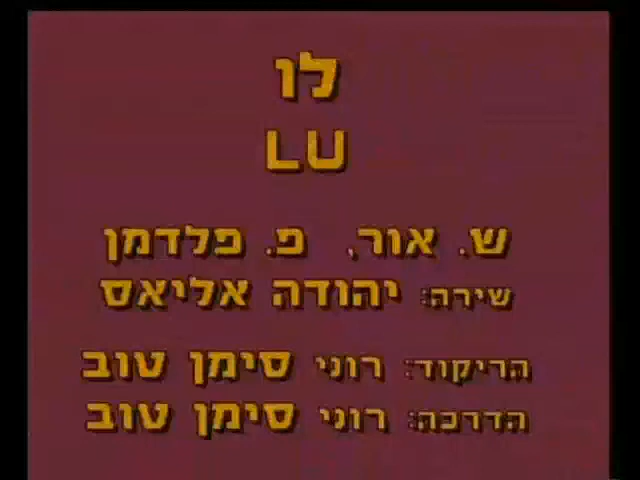 לו
LU
ש. אור, פ. פלדמן
שירה: יהודה אליאס
הריקוד: רוני סימן טוב
הדרכה: רוני סימן טוב